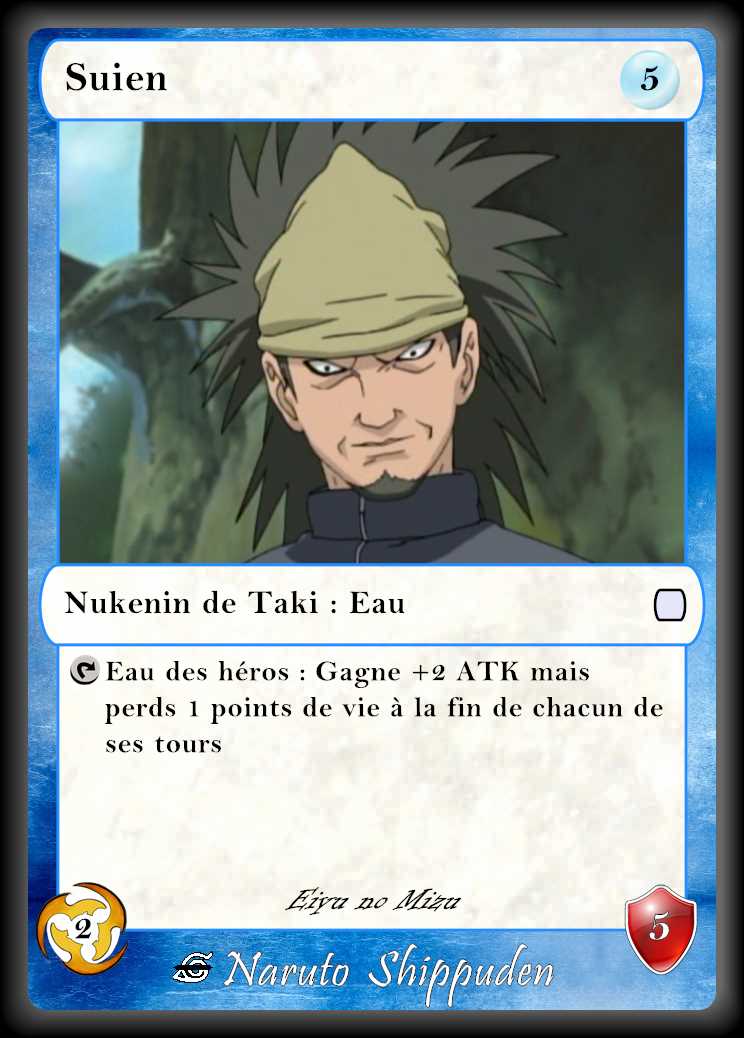 Suien
5
Nukenin de Taki : Eau
Eau des héros : Gagne +2 ATK mais
perds 1 points de vie à la fin de chacun de
ses tours
Eiyu no Mizu
2
5
Naruto Shippuden